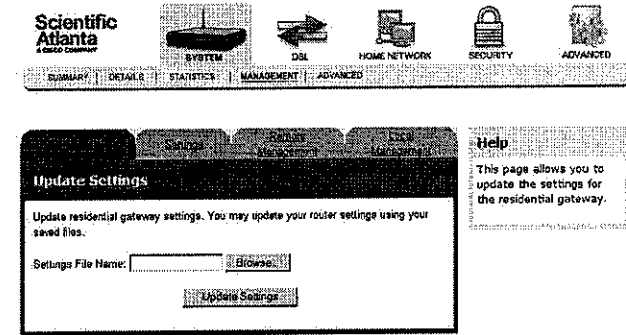 Scientific
Atlanta
A CISCO COMPANY
SYSTEM
DSL
HOME NETWORK
SECURITY
ADVANCED
SUMMARY | DETAILS | STATISTICS | MANAGEMENT | ADVANCED
Settings
Remote
Management
Local
Management
Help
This page allows you to
update the settings for
the residential gateway.
Update Settings
Update residential gateway settings. You may update your router settings using your
saved files.
Settings File Name:
Browse...
Update Settings